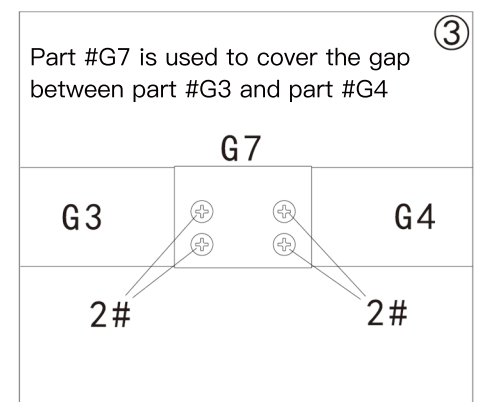 ③
Part #G7 is used to cover the gap
between part #G3 and part #G4
G7
G3
G4
2#
2#